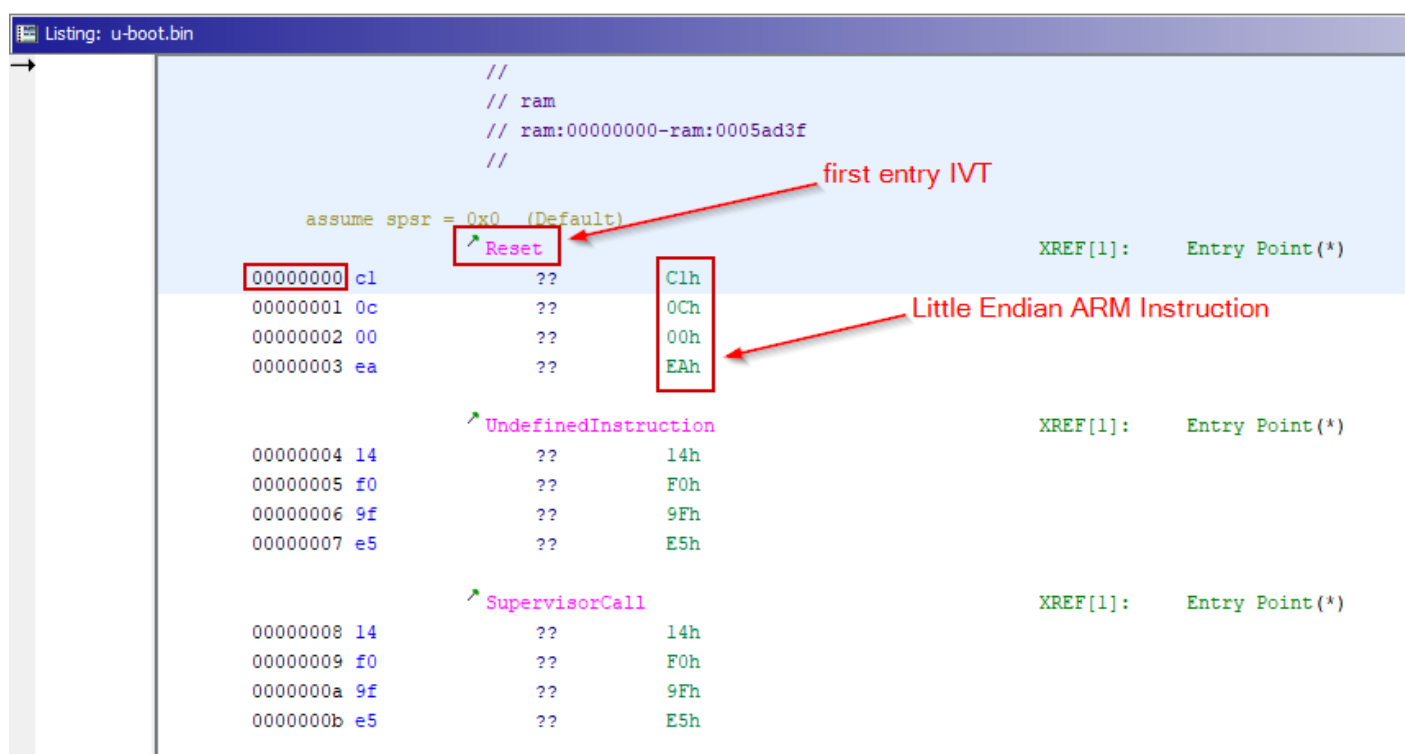 Listing: u-boot.bin
//
// ram
// ram:00000000-ram:0005ad3f
//
first entry IVT
assume spsr = 0x0 (Default)
Reset XREF[1]: Entry Point(*)
00000000 c1 ?? C1h
00000001 0c ?? 0Ch
Little Endian ARM Instruction
00000002 00 ?? 00h
00000003 ea ?? EAh
UndefinedInstruction XREF[1]: Entry Point(*)
00000004 14 ?? 14h
00000005 f0 ?? F0h
00000006 9f ?? 9Fh
00000007 e5 ?? E5h
SupervisorCall XREF[1]: Entry Point(*)
00000008 14 ?? 14h
00000009 f0 ?? F0h
0000000a 9f ?? 9Fh
0000000b e5 ?? E5h